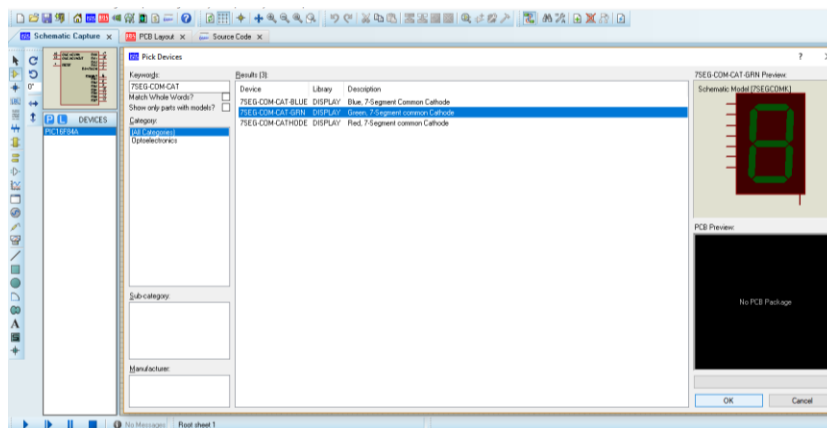 Schematic Capture x PCB Layout x Source Code x
Pick Devices ?
Keywords: Results (3): 7SEG-COM-CAT-GRN Preview:
7SEG-COM-CAT Device Library Description Schematic Model [7SEGCOMK]
Match Whole Words? 7SEG-COM-CAT-BLUE DISPLAY Blue, 7-Segment Common Cathode
Show only parts with models? 7SEG-COM-CAT-GRN DISPLAY Green, 7-Segment common Cathode
Category: 7SEG-COM-CATHODE DISPLAY Red, 7-Segment common Cathode
0°
P L DEVICES (All Categories)
PIC16F84A Optoelectronics
PCB Preview:
Sub-category:
No PCB Package
A
Manufacturer:
OK Cancel
No Messages Root sheet 1